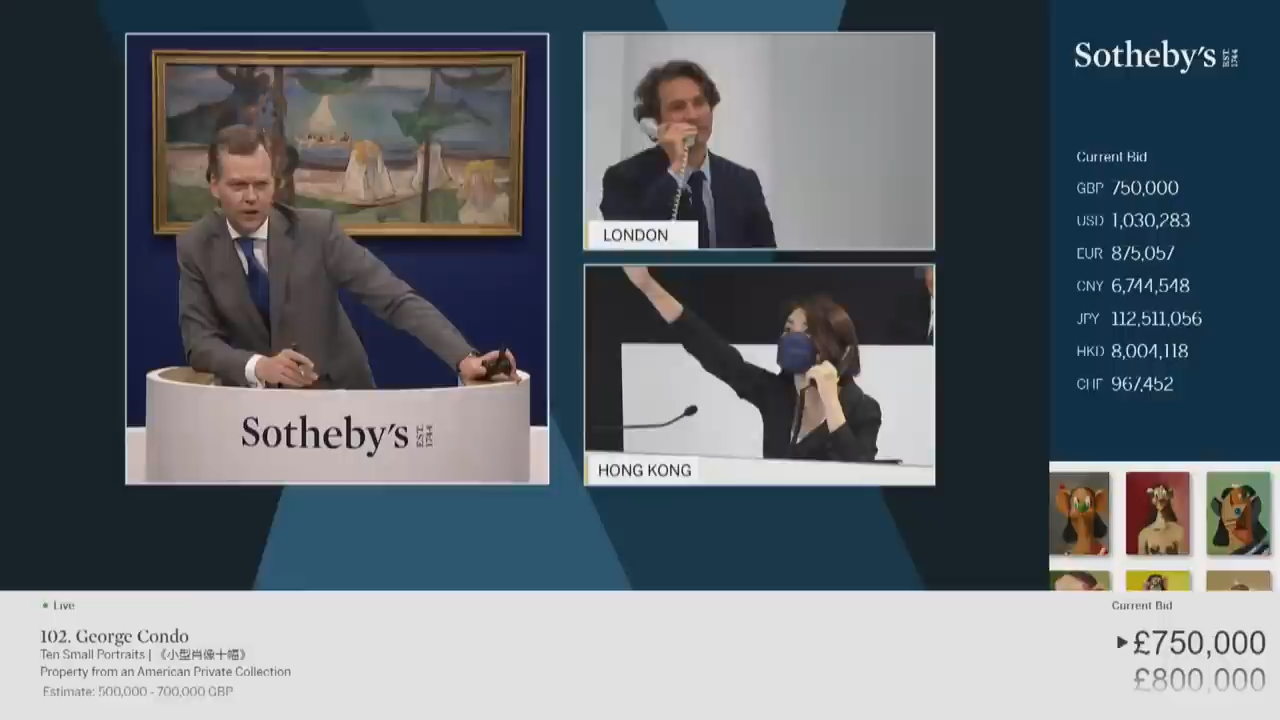 Sotheby's EST. 1744
LONDON
Current Bid
GBP 750,000
USD 1,030,283
EUR 875,057
CNY 6,744,548
JPY 112,511,056
HKD 8,004,118
CHF 967,452
Sotheby's EST. 1744
HONG KONG
Live
102. George Condo
Ten Small Portraits | 《小型肖像十幅》
Property from an American Private Collection
Estimate: 500,000 - 700,000 GBP
Current Bid
£750,000
£800,000